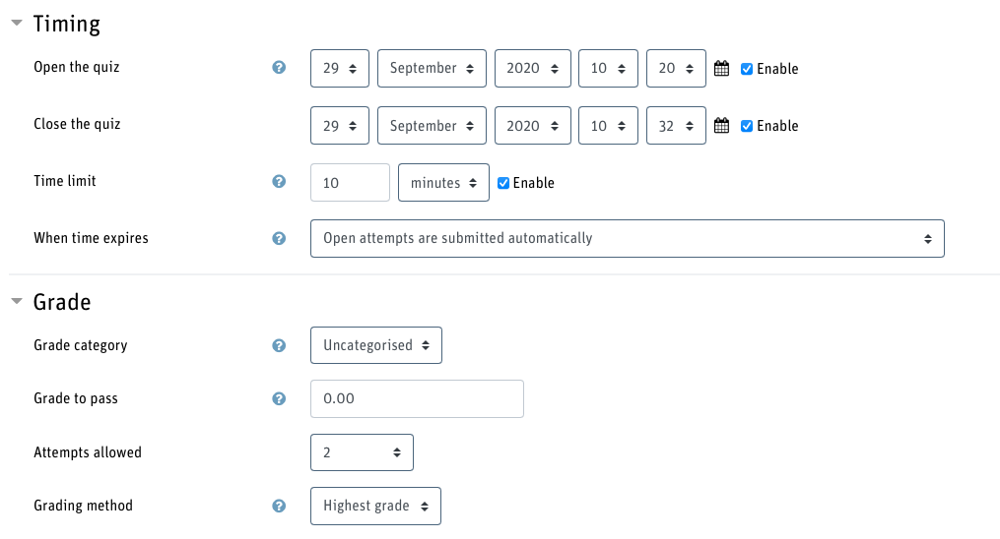 Timing
Open the quiz 29 September 2020 10 20 Enable
Close the quiz 29 September 2020 10 32 Enable
Time limit 10 minutes Enable
When time expires Open attempts are submitted automatically
Grade
Grade category Uncategorised
Grade to pass 0.00
Attempts allowed 2
Grading method Highest grade